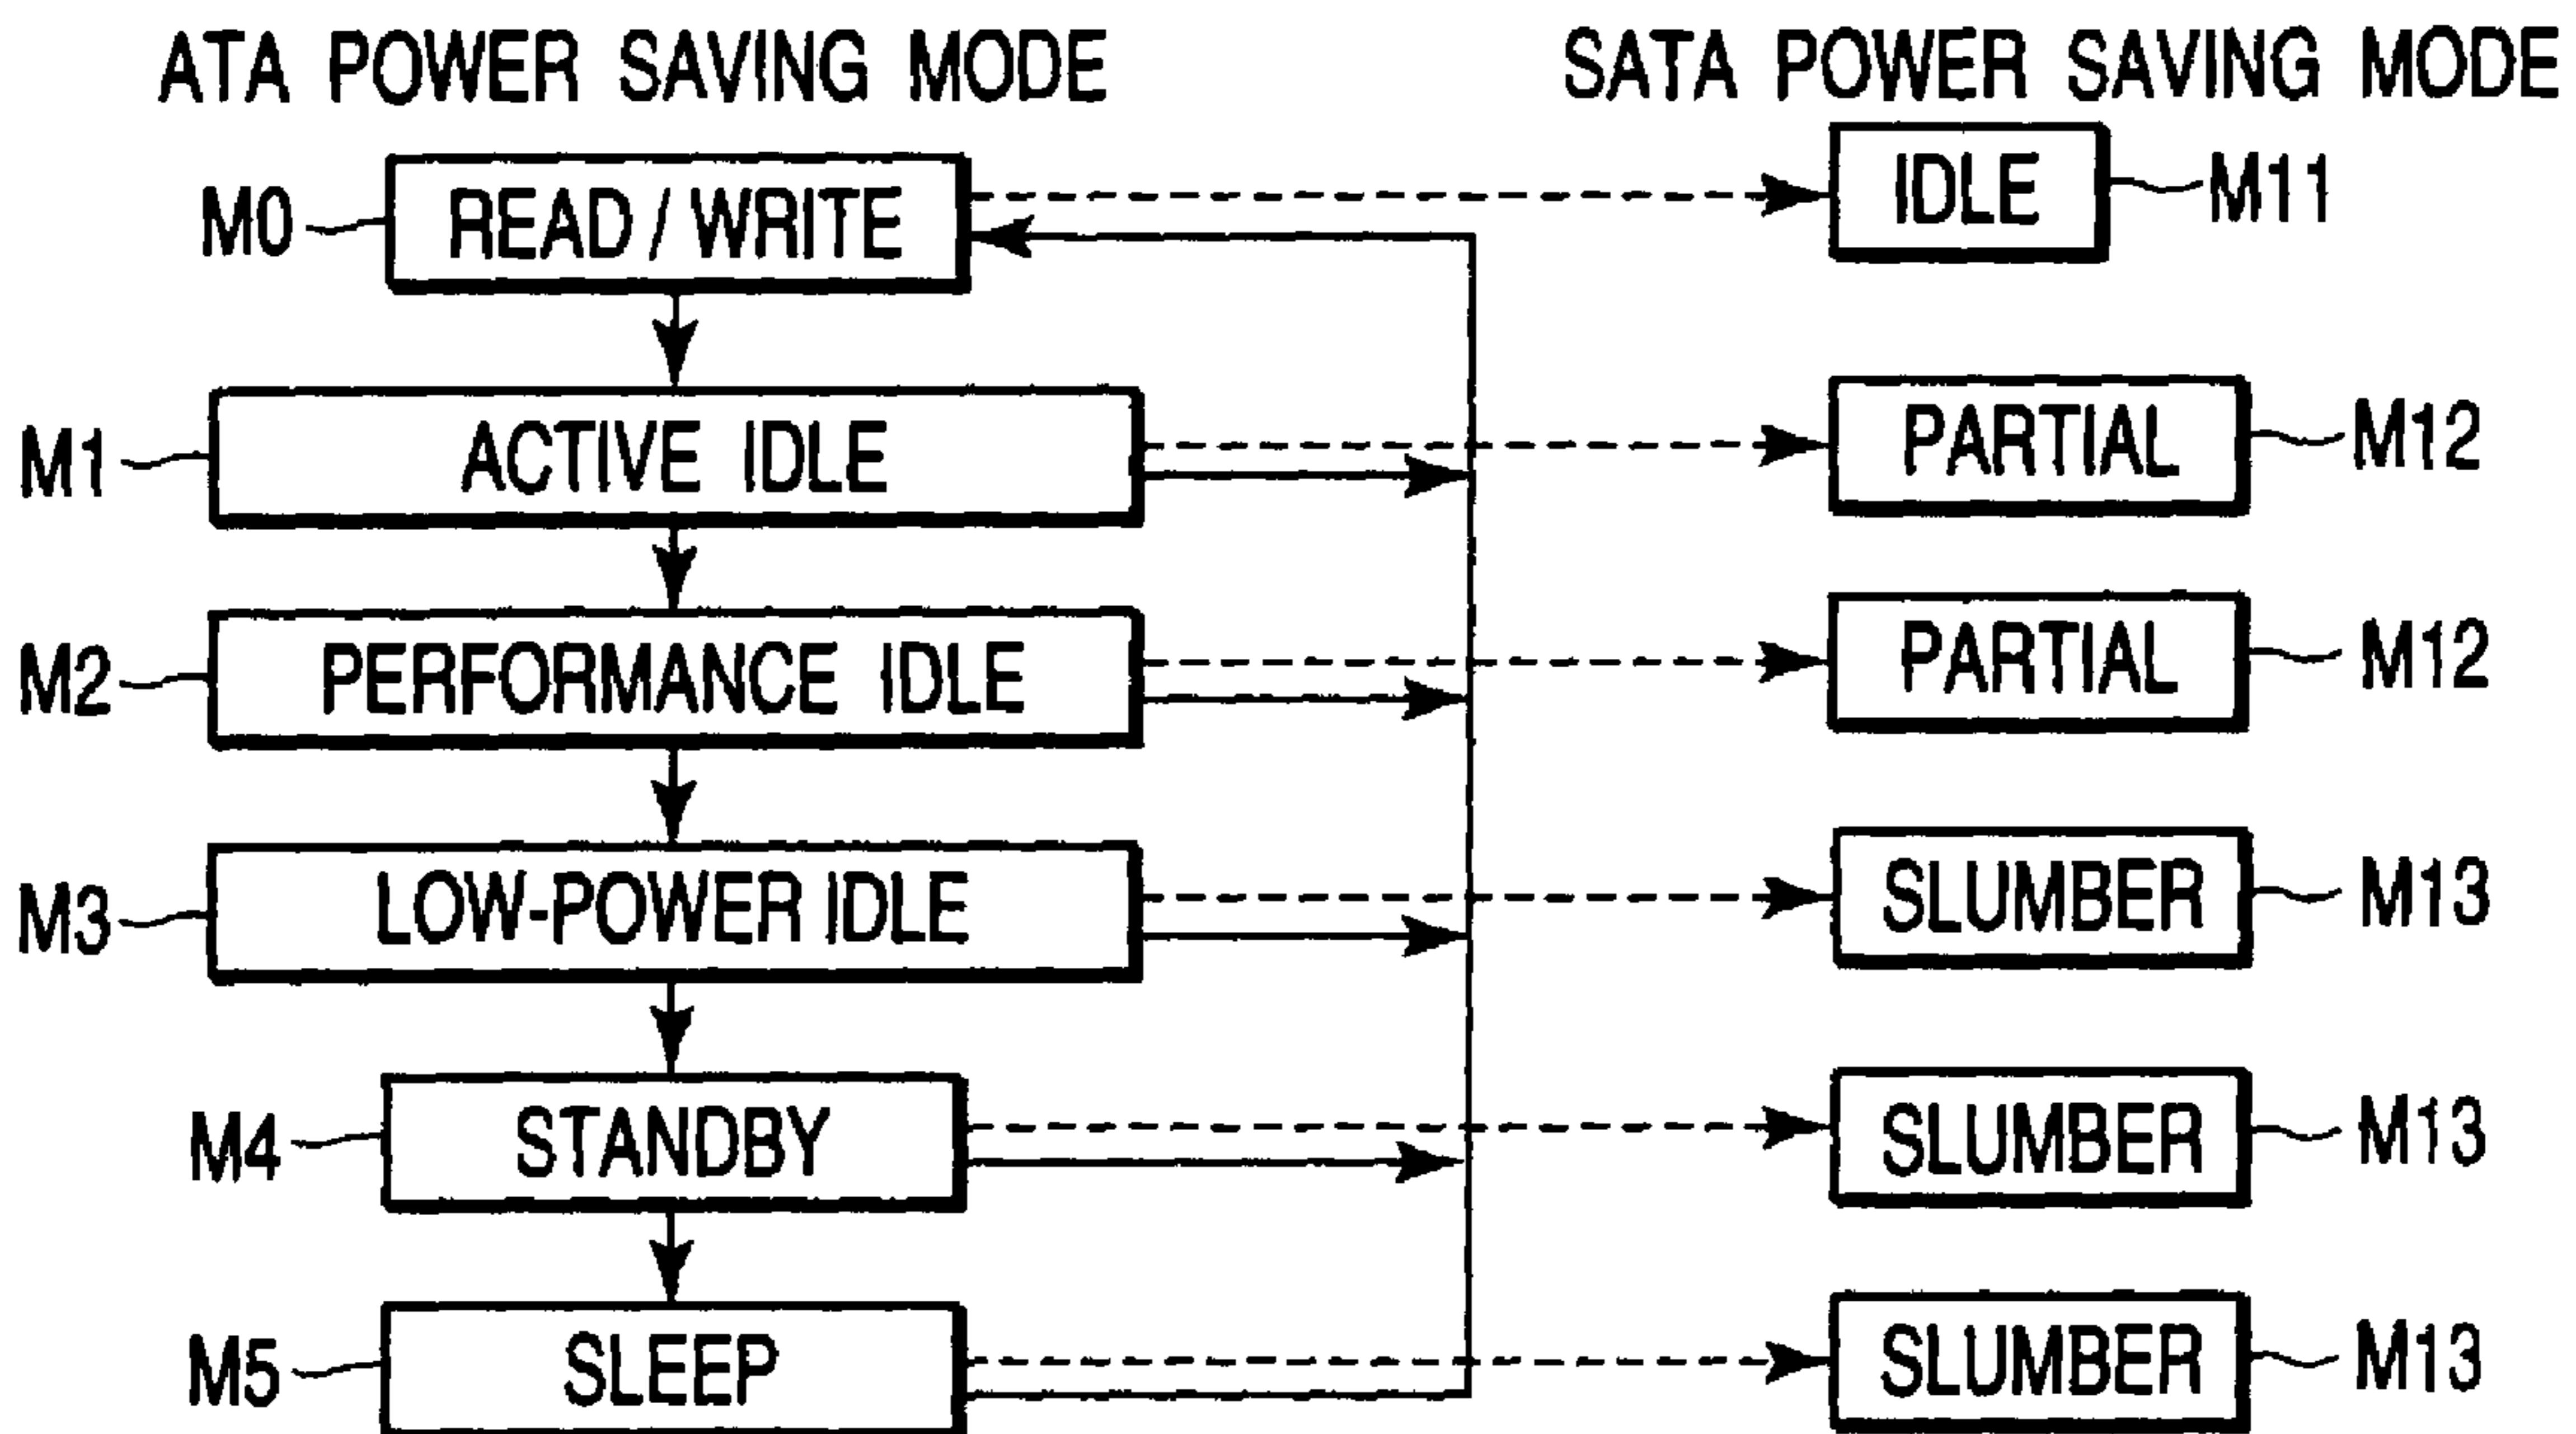 ATA POWER SAVING MODE
SATA POWER SAVING MODE
M0 READ / WRITE
IDLE M11
M1 ACTIVE IDLE
PARTIAL M12
M2 PERFORMANCE IDLE
PARTIAL M12
M3 LOW-POWER IDLE
SLUMBER M13
M4 STANDBY
SLUMBER M13
M5 SLEEP
SLUMBER M13